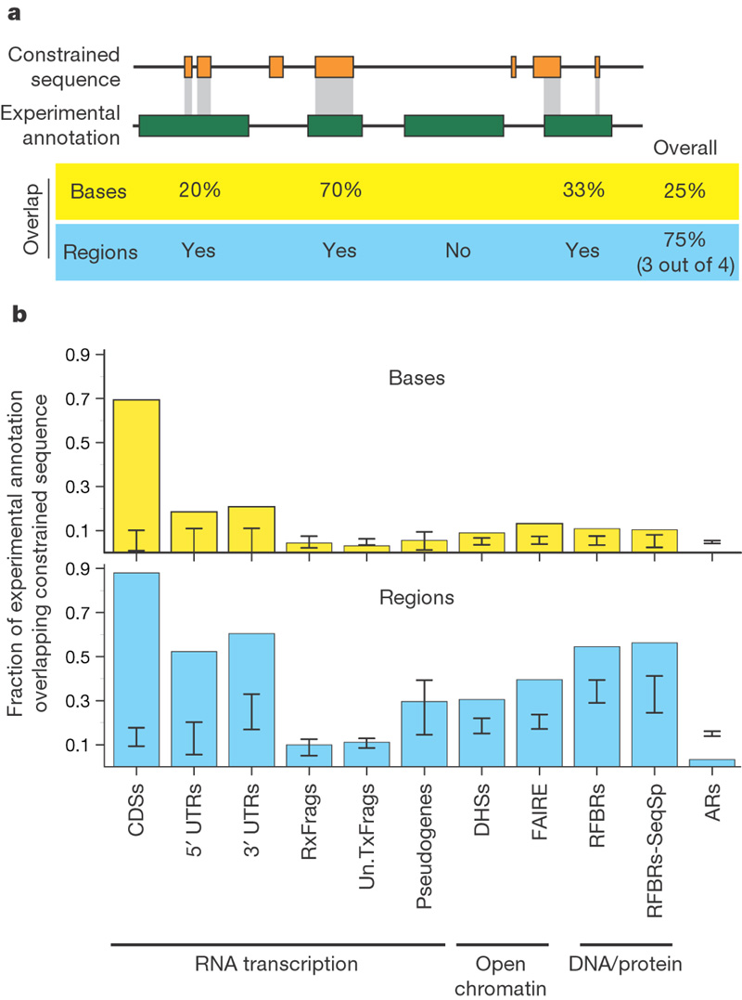 a
Constrained
sequence
Experimental
annotation
Overall
Overlap
Bases 20% 70% 33% 25%
Regions Yes Yes No Yes 75%
(3 out of 4)
b
Fraction of experimental annotation
overlapping constrained sequence
Bases
0.9
0.7
0.5
0.3
0.1
Regions
0.9
0.7
0.5
0.3
0.1
CDSs
5′ UTRs
3′ UTRs
RxFrags
Un.TxFrags
Pseudogenes
DHSs
FAIRE
RFBRs
RFBRs-SeqSp
ARs
RNA transcription
Open
chromatin
DNA/protein